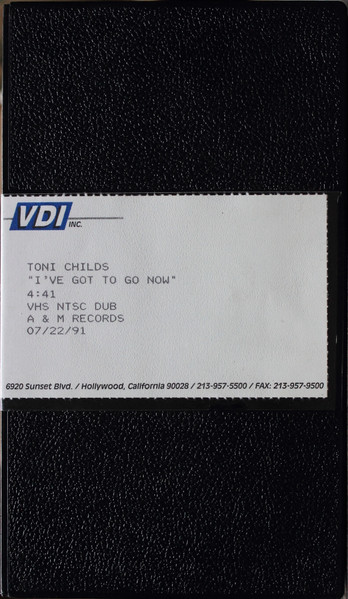 VDI INC.
TONI CHILDS
"I'VE GOT TO GO NOW"
4:41
VHS NTSC DUB
A & M RECORDS
07/22/91
6920 Sunset Blvd. / Hollywood, California 90028 / 213-957-5500 / FAX: 213-957-9500